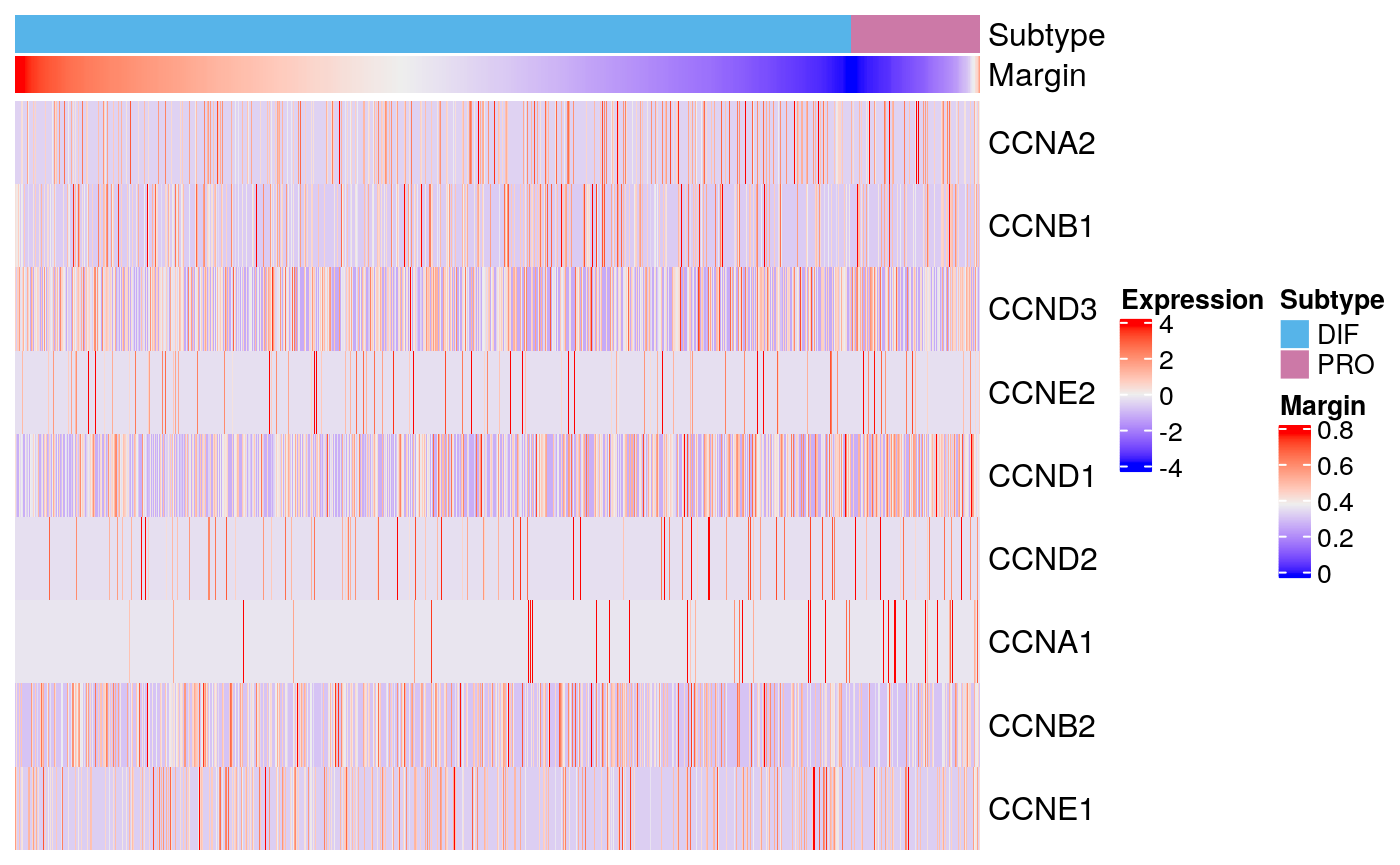 Subtype
Margin
CCNA2
CCNB1
CCND3
CCNE2
CCND1
CCND2
CCNA1
CCNB2
CCNE1
Expression
4
2
0
-2
-4
Subtype
DIF
PRO
Margin
0.8
0.6
0.4
0.2
0